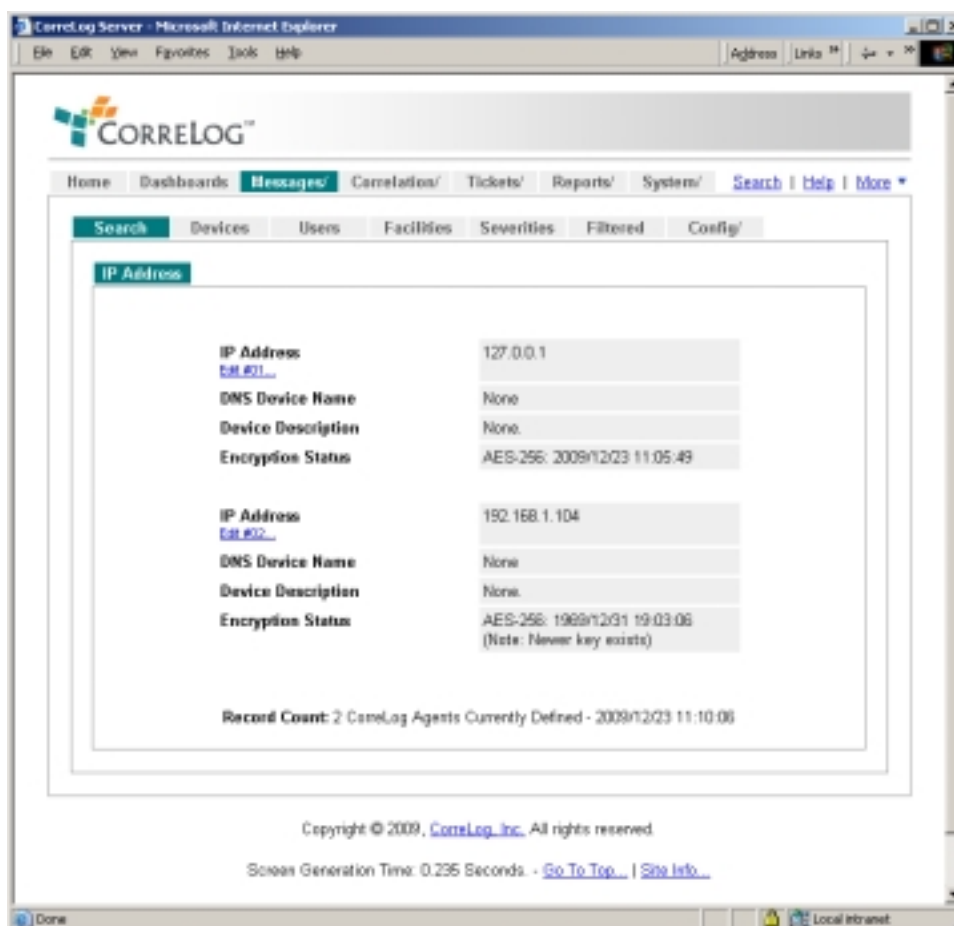 CorreLog Server - Microsoft Internet Explorer
File Edit View Favorites Tools Help Address Links »
CORRELOG™
Home Dashboards Messages/ Correlation/ Tickets/ Reports/ System/ Search | Help | More
Search Devices Users Facilities Severities Filtered Config/
IP Address
IP Address 127.0.0.1
Edit #01...
DNS Device Name None
Device Description None.
Encryption Status AES-256: 2009/12/23 11:05:49
IP Address 192.168.1.104
Edit #02...
DNS Device Name None
Device Description None.
Encryption Status AES-256: 1969/12/31 19:03:06
(Note: Newer key exists)
Record Count: 2 CorreLog Agents Currently Defined - 2009/12/23 11:10:06
Copyright © 2009, CorreLog, Inc. All rights reserved.
Screen Generation Time: 0.235 Seconds. - Go To Top... | Site Info...
Done Local intranet